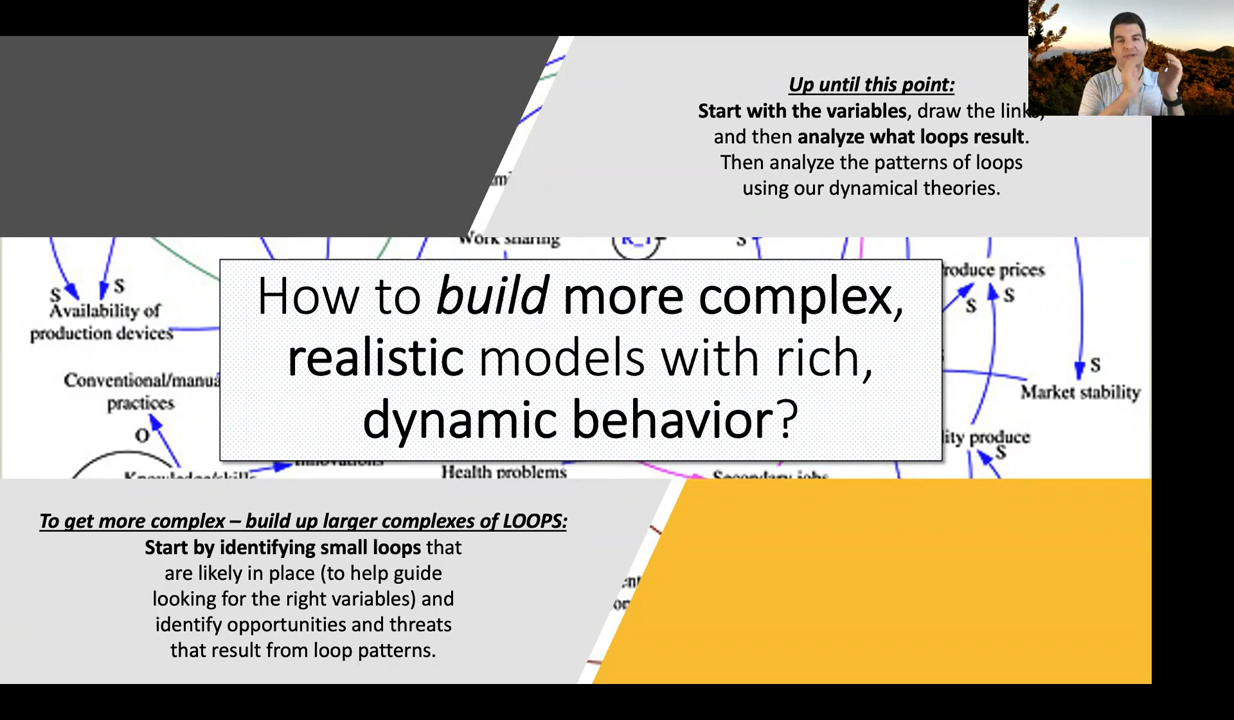 Up until this point:
Start with the variables, draw the links,
and then analyze what loops result.
Then analyze the patterns of loops
using our dynamical theories.
Work sharing
R_1
S
S
S
Availability of
production devices
roduce prices
S
S
How to build more complex,
realistic models with rich,
dynamic behavior?
S
Market stability
Conventional/manua
practices
O
ity produce
S
Knowledge/skills
Innovations
Health problems
Secondary jobs
To get more complex – build up larger complexes of LOOPS:
Start by identifying small loops that
are likely in place (to help guide
looking for the right variables) and
identify opportunities and threats
that result from loop patterns.